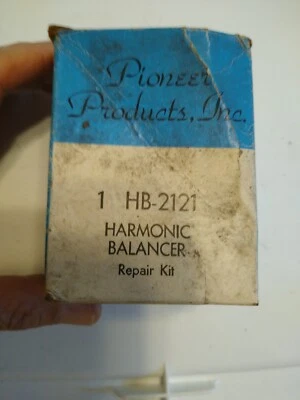 Pioneer
Products, Inc.
1 HB-2121
HARMONIC
BALANCER
Repair Kit